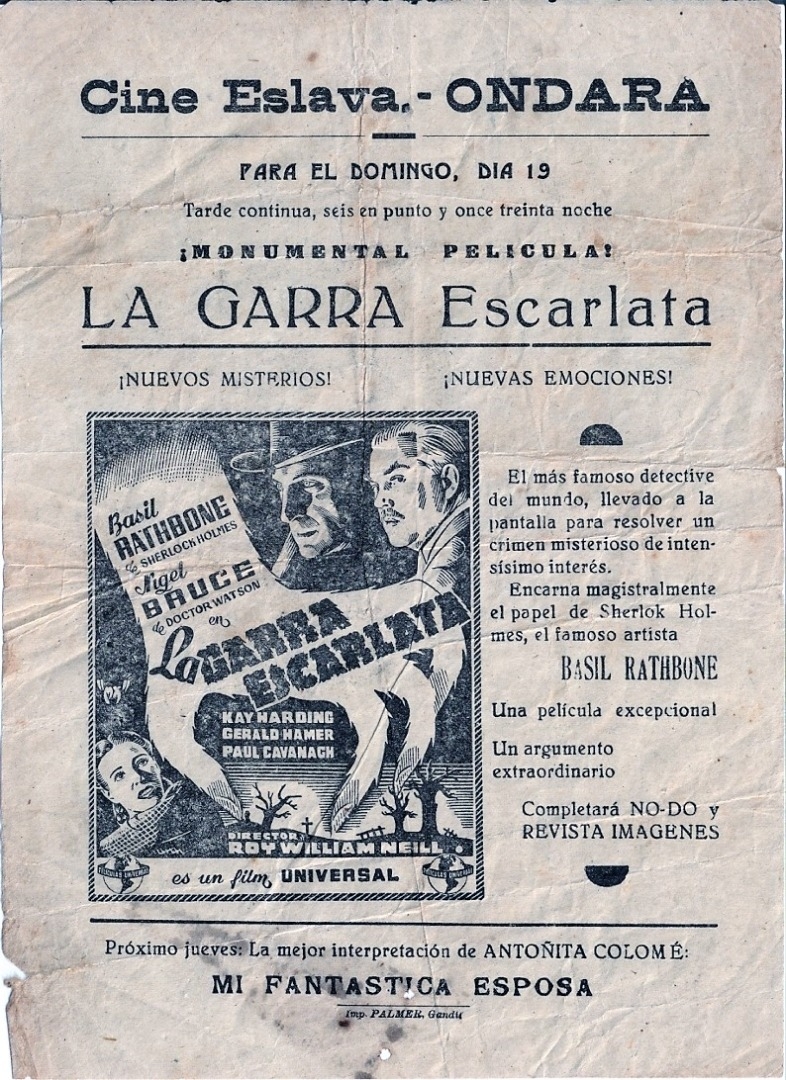 Cine Eslava.- ONDARA
PARA EL DOMINGO, DIA 19
Tarde continua, seis en punto y once treinta noche
¡MONUMENTAL PELICULA!
LA GARRA Escarlata
¡NUEVOS MISTERIOS! ¡NUEVAS EMOCIONES!
Basil
RATHBONE
SHERLOCK HOLMES
Nigel
BRUCE
DOCTOR WATSON
en
La GARRA
ESCARLATA
KAY HARDING
GERALD HAMER
PAUL CAVANAGH
DIRECTOR
ROY WILLIAM NEILL
es un film UNIVERSAL
El más famoso detective
del mundo, llevado a la
pantalla para resolver un
crimen misterioso de inten-
sísimo interés.
Encarna magistralmente
el papel de Sherlok Hol-
mes, el famoso artista
BASIL RATHBONE
Una película excepcional
Un argumento
extraordinario
Completará NO-DO y
REVISTA IMAGENES
Próximo jueves: La mejor interpretación de ANTOÑITA COLOMÉ:
MI FANTASTICA ESPOSA
Imp. PALMER, Gandía